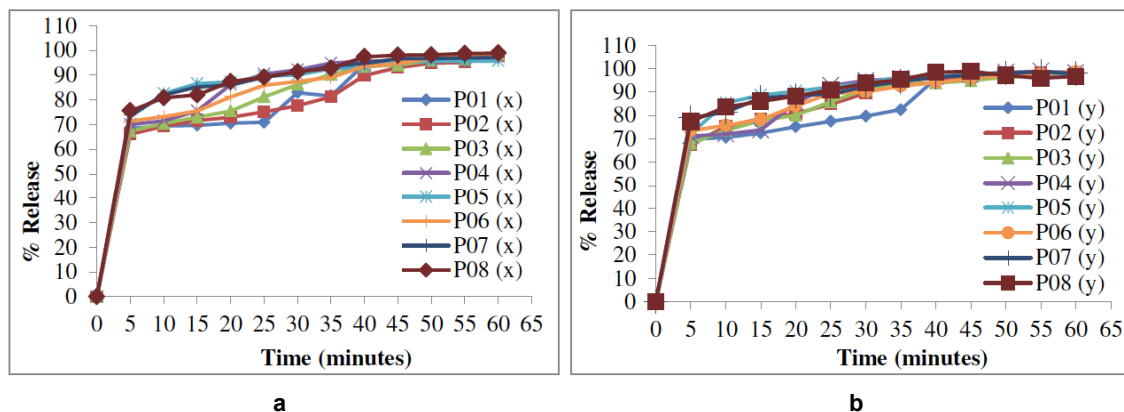 % Release
110
100
90
80
70
60
50
40
30
20
10
0
0 5 10 15 20 25 30 35 40 45 50 55 60 65
Time (minutes)
P01 (x)
P02 (x)
P03 (x)
P04 (x)
P05 (x)
P06 (x)
P07 (x)
P08 (x)
a
% Release
110
100
90
80
70
60
50
40
30
20
10
0
0 5 10 15 20 25 30 35 40 45 50 55 60 65
Time (minutes)
P01 (y)
P02 (y)
P03 (y)
P04 (y)
P05 (y)
P06 (y)
P07 (y)
P08 (y)
b